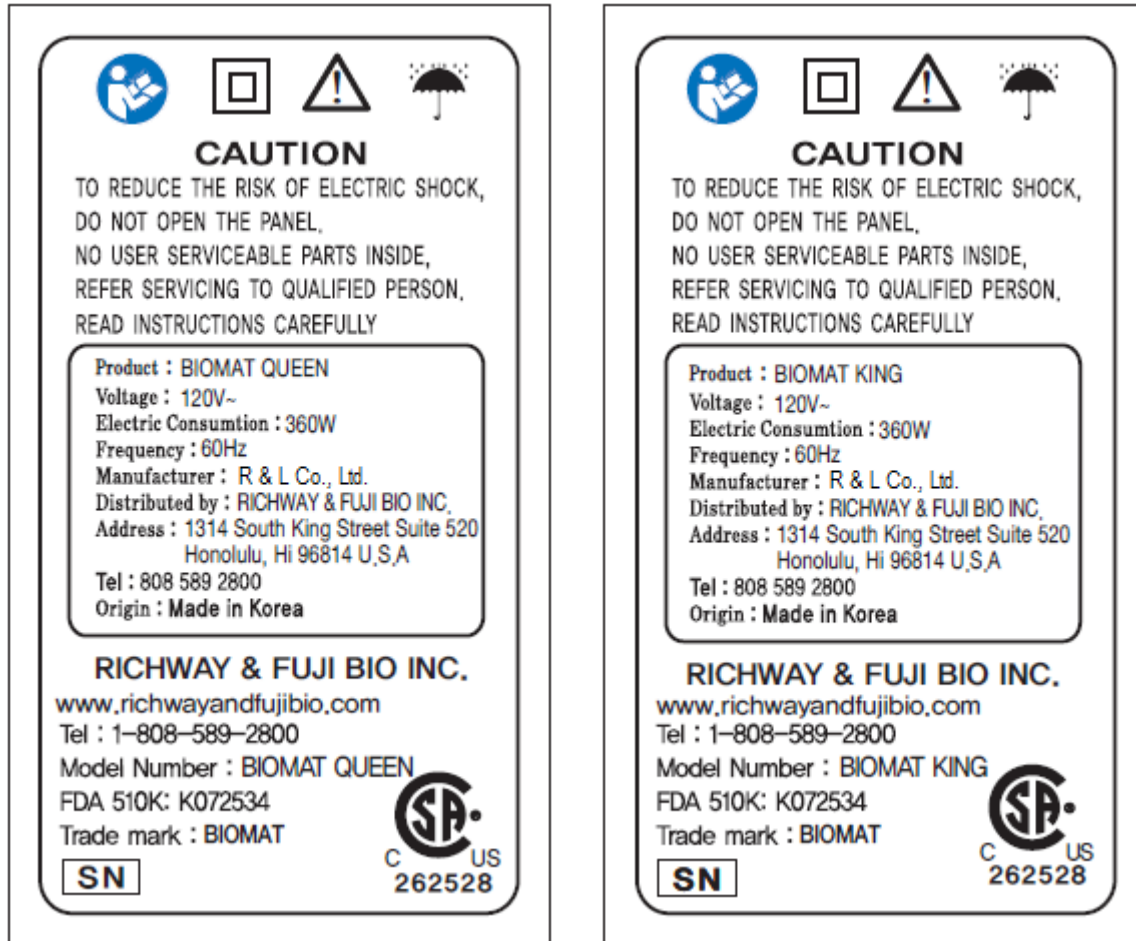 CAUTION
TO REDUCE THE RISK OF ELECTRIC SHOCK,
DO NOT OPEN THE PANEL,
NO USER SERVICEABLE PARTS INSIDE,
REFER SERVICING TO QUALIFIED PERSON,
READ INSTRUCTIONS CAREFULLY
Product : BIOMAT QUEEN
Voltage : 120V~
Electric Consumtion : 360W
Frequency : 60Hz
Manufacturer : R & L Co., Ltd.
Distributed by : RICHWAY & FUJI BIO INC.
Address : 1314 South King Street Suite 520
Honolulu, Hi 96814 U.S.A
Tel : 808 589 2800
Origin : Made in Korea
RICHWAY & FUJI BIO INC.
www.richwayandfujibio.com
Tel : 1-808-589-2800
Model Number : BIOMAT QUEEN
FDA 510K: K072534
Trade mark : BIOMAT
SN
SA
C US
262528
CAUTION
TO REDUCE THE RISK OF ELECTRIC SHOCK,
DO NOT OPEN THE PANEL,
NO USER SERVICEABLE PARTS INSIDE,
REFER SERVICING TO QUALIFIED PERSON,
READ INSTRUCTIONS CAREFULLY
Product : BIOMAT KING
Voltage : 120V~
Electric Consumtion : 360W
Frequency : 60Hz
Manufacturer : R & L Co., Ltd.
Distributed by : RICHWAY & FUJI BIO INC.
Address : 1314 South King Street Suite 520
Honolulu, Hi 96814 U.S.A
Tel : 808 589 2800
Origin : Made in Korea
RICHWAY & FUJI BIO INC.
www.richwayandfujibio.com
Tel : 1-808-589-2800
Model Number : BIOMAT KING
FDA 510K: K072534
Trade mark : BIOMAT
SN
SA
C US
262528